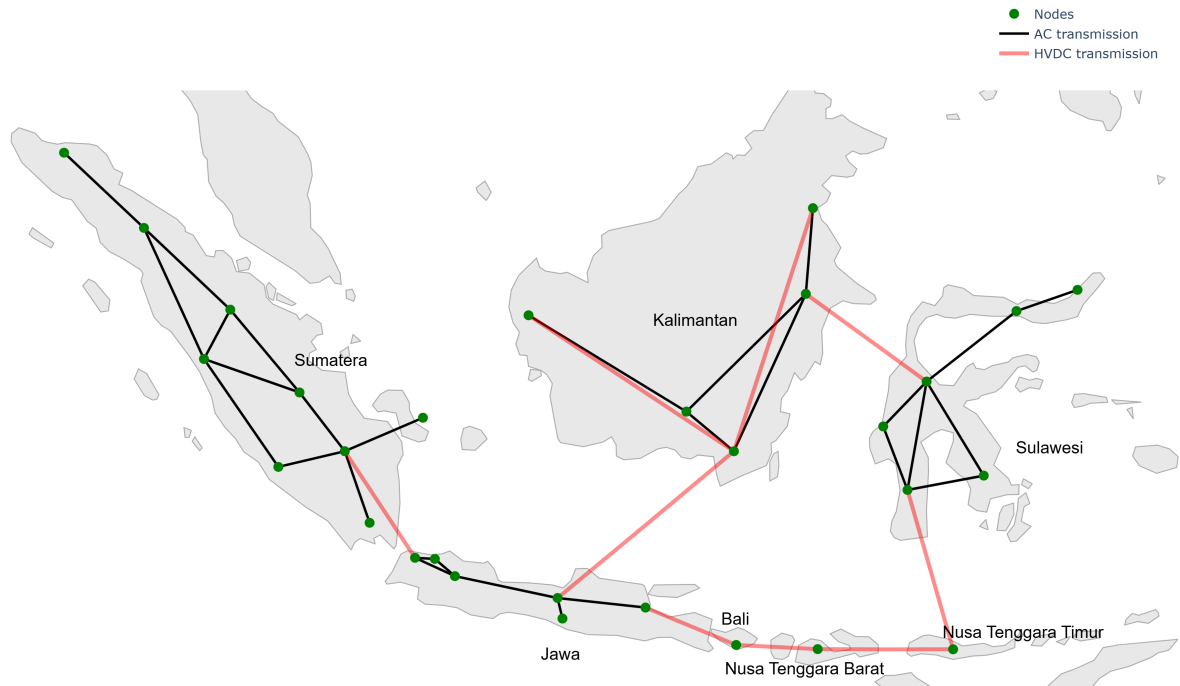 Nodes
AC transmission
HVDC transmission
Kalimantan
Sumatera
Sulawesi
Bali
Nusa Tenggara Timur
Jawa
Nusa Tenggara Barat